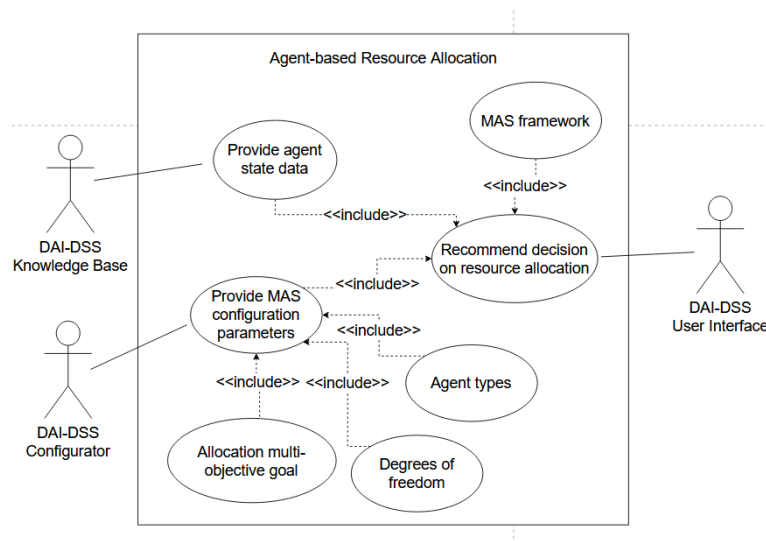 Agent-based Resource Allocation
MAS framework
Provide agent
state data
<<include>>
<<include>>
DAI-DSS
Knowledge Base
Recommend decision
on resource allocation
<<include>>
Provide MAS
configuration
parameters
DAI-DSS
User Interface
<<include>>
<<include>>
<<include>>
Agent types
DAI-DSS
Configurator
Allocation multi-
objective goal
Degrees of
freedom